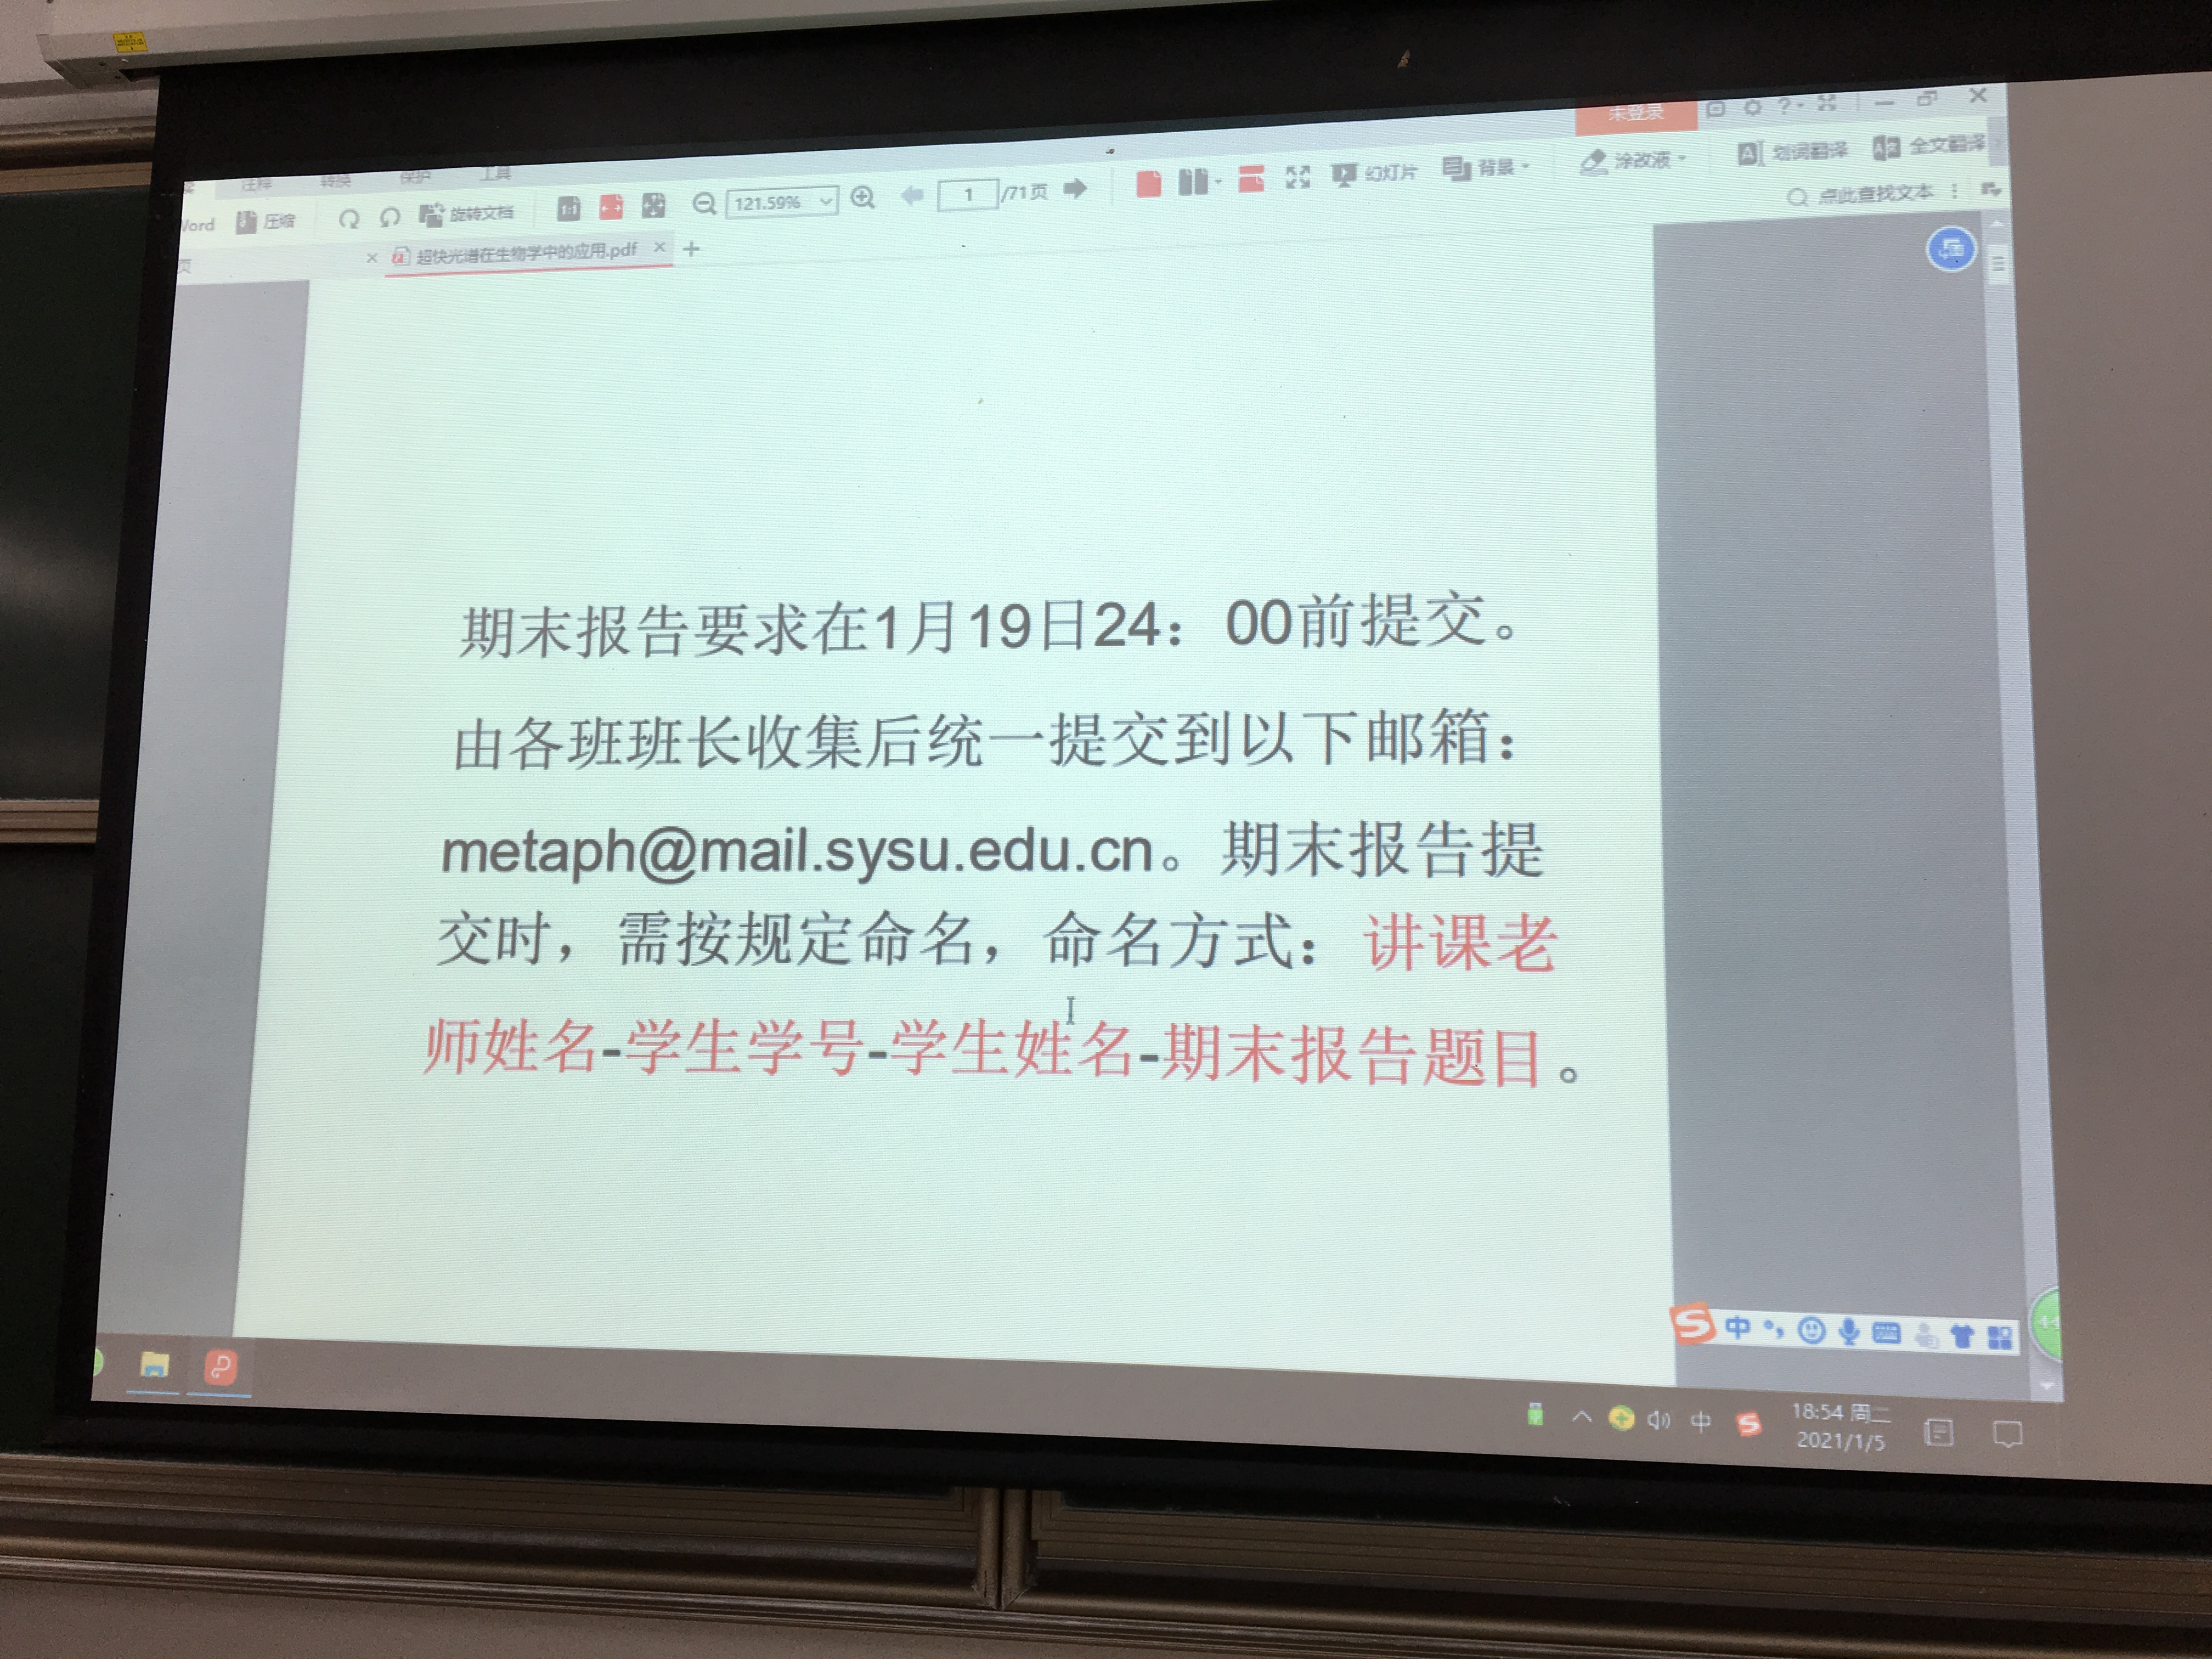 未登录
注释 转换 保护 工具
Word 压缩 旋转文档 121.59% 1 /71页 幻灯片 背景 涂改液 划词翻译 全文翻译
点此查找文本
页 超快光谱在生物学中的应用.pdf
期末报告要求在1月19日24：00前提交。
由各班班长收集后统一提交到以下邮箱：
metaph@mail.sysu.edu.cn。期末报告提
交时，需按规定命名，命名方式：讲课老
师姓名-学生学号-学生姓名-期末报告题目。
中
44
中
18:54 周二
2021/1/5